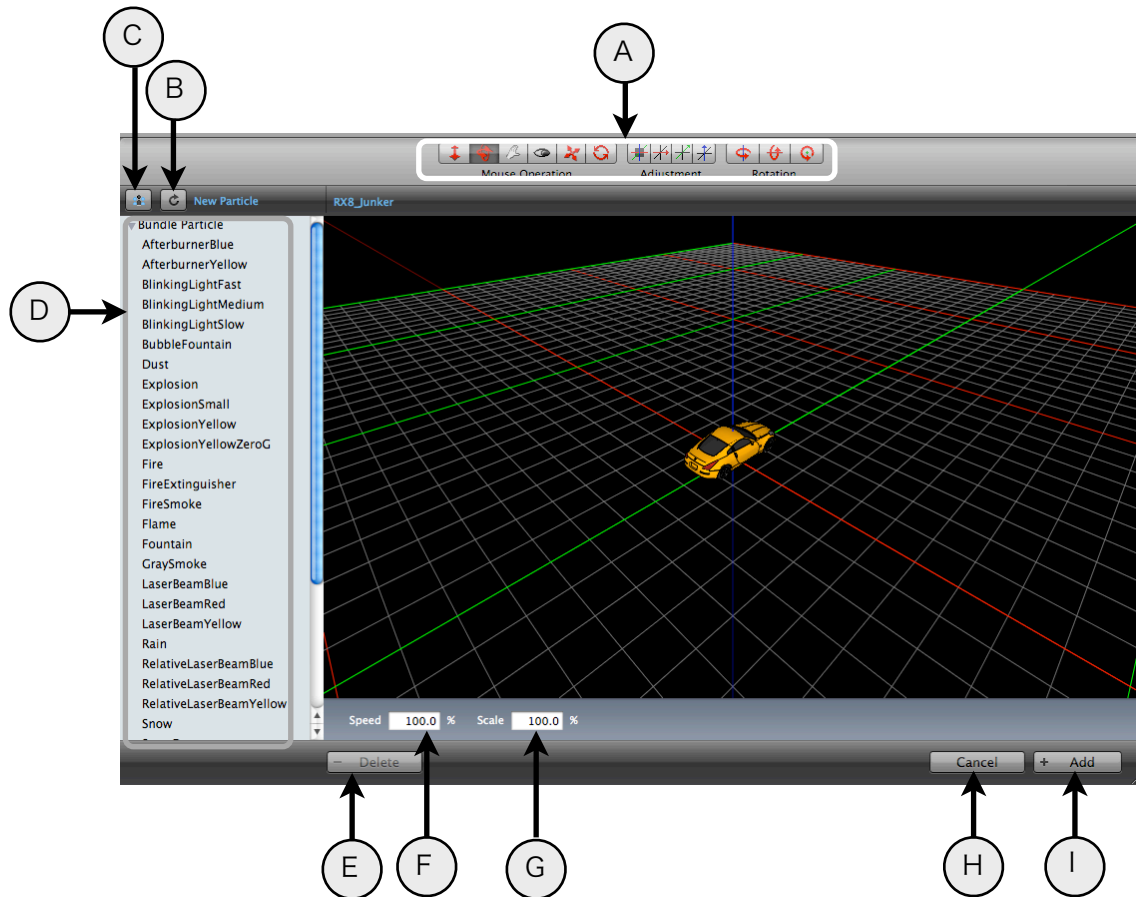 C
A
B
Mouse Operation
Adjustment
Rotation
New Particle
RX8_Junker
Bundle Particle
AfterburnerBlue
AfterburnerYellow
BlinkingLightFast
BlinkingLightMedium
BlinkingLightSlow
BubbleFountain
Dust
Explosion
ExplosionSmall
ExplosionYellow
ExplosionYellowZeroG
Fire
FireExtinguisher
FireSmoke
Flame
Fountain
GraySmoke
LaserBeamBlue
LaserBeamRed
LaserBeamYellow
Rain
RelativeLaserBeamBlue
RelativeLaserBeamRed
RelativeLaserBeamYellow
Snow
D
Speed 100.0 % Scale 100.0 %
− Delete
Cancel
+ Add
E
F
G
H
I